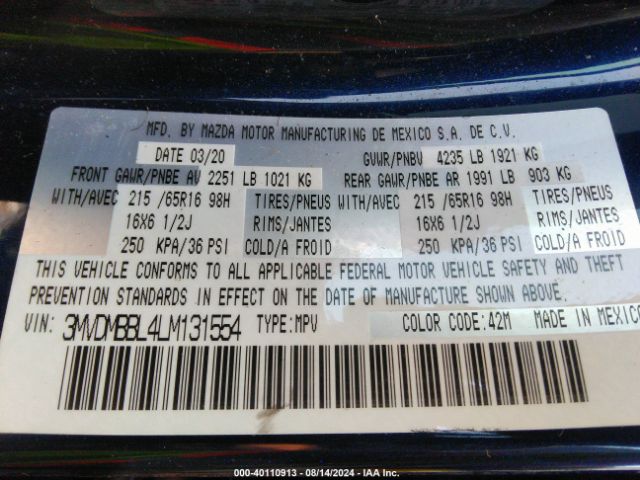 MFD. BY MAZDA MOTOR MANUFACTURING DE MEXICO S.A. DE C.V.
DATE 03/20 GVWR/PNBV 4235 LB 1921 KG
FRONT GAWR/PNBE AV 2251 LB 1021 KG REAR GAWR/PNBE AR 1991 LB 903 KG
WITH/AVEC 215 /65R16 98H TIRES/PNEUS WITH/AVEC 215 /65R16 98H TIRES/PNEUS
16X6 1/2J RIMS/JANTES 16X6 1/2J RIMS/JANTES
250 KPA/36 PSI COLD/A FROID 250 KPA/36 PSI COLD/A FROID
THIS VEHICLE CONFORMS TO ALL APPLICABLE FEDERAL MOTOR VEHICLE SAFETY AND THEFT
PREVENTION STANDARDS IN EFFECT ON THE DATE OF MANUFACTURE SHOWN ABOVE.
VIN: 3MVDMBBL4LM131554 TYPE:MPV COLOR CODE:42M MADE IN MEXICO
000-40110913 - 08/14/2024 - IAA Inc.